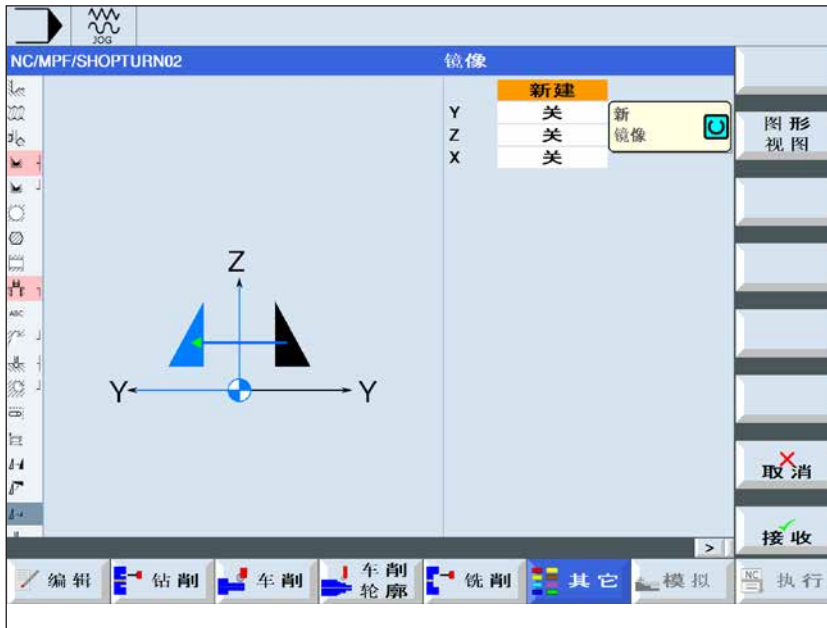 JOG
NC/MPF/SHOPTURN02
镜像
新建
Y 关
Z 关
X 关
新
镜像
图形
视图
ABC
Z
Y
Y
取消
接收
>
编辑
钻削
车削
车削
轮廓
铣削
其它
模拟
NC
执行